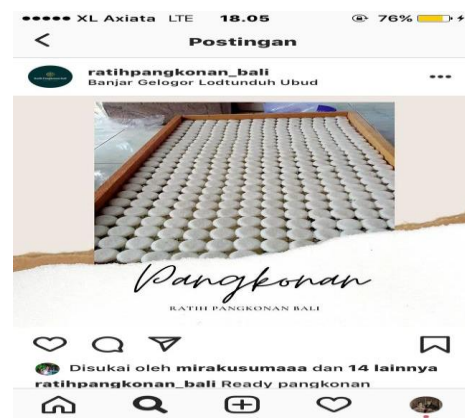 XL Axiata LTE 18.05 76%
Postingan
ratihpangkonan_bali
Banjar Gelogor Lodtunduh Ubud
Pangkonan
RATIH PANGKONAN BALI
Disukai oleh mirakusumaaa dan 14 lainnya
ratihpangkonan_bali Ready pangkonan